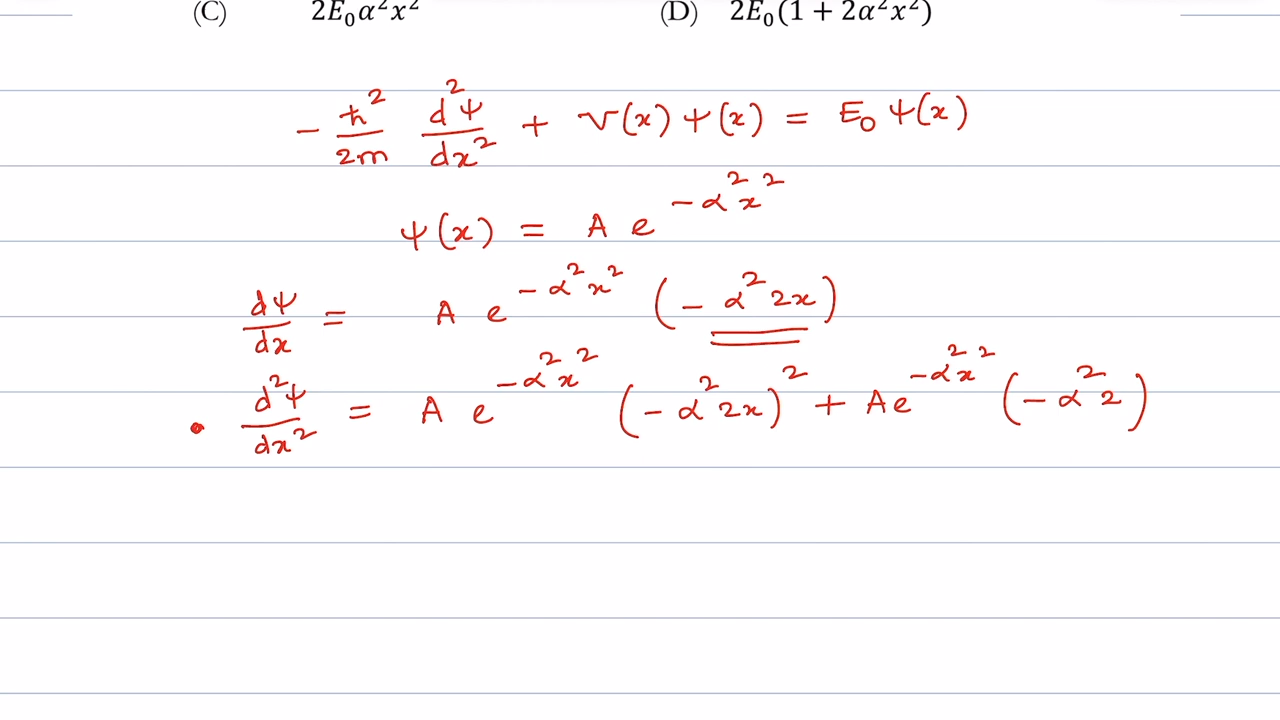 (C) 2E₀α²x² (D) 2E₀(1 + 2α²x²)
- ħ²/2m d²ψ/dx² + V(x) ψ(x) = E₀ ψ(x)
ψ(x) = A e^(-α²x²)
dψ/dx = A e^(-α²x²) (- α² 2x)
• d²ψ/dx² = A e^(-α²x²) (- α² 2x)² + A e^(-α²x²) (- α² 2)